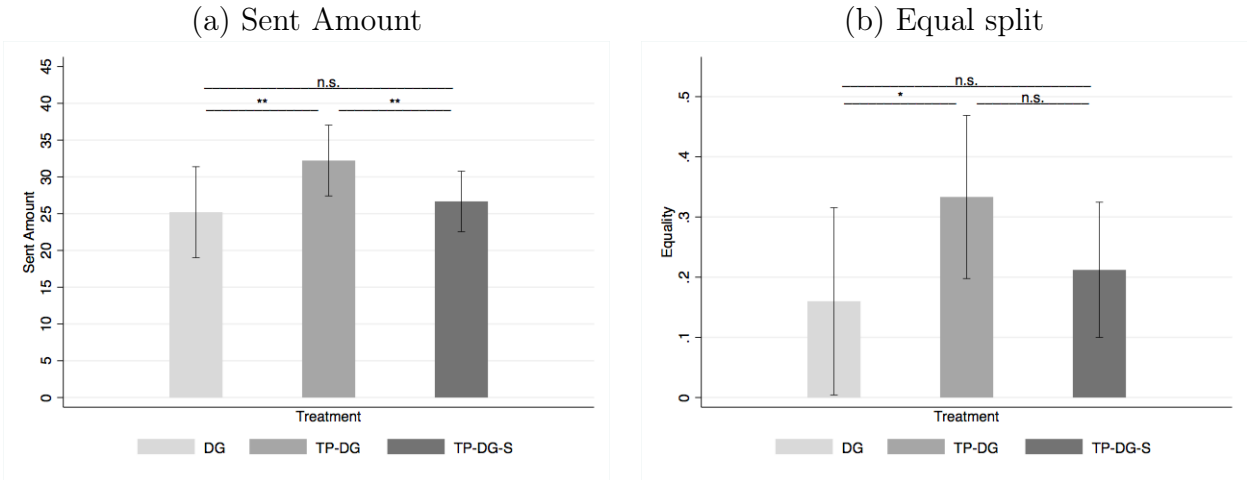 (a) Sent Amount
45
40
35
30
25
20
15
10
5
0
Sent Amount
n.s.
** **
Treatment
DG TP-DG TP-DG-S
(b) Equal split
.5
.4
.3
.2
.1
0
Equality
n.s.
* n.s.
Treatment
DG TP-DG TP-DG-S